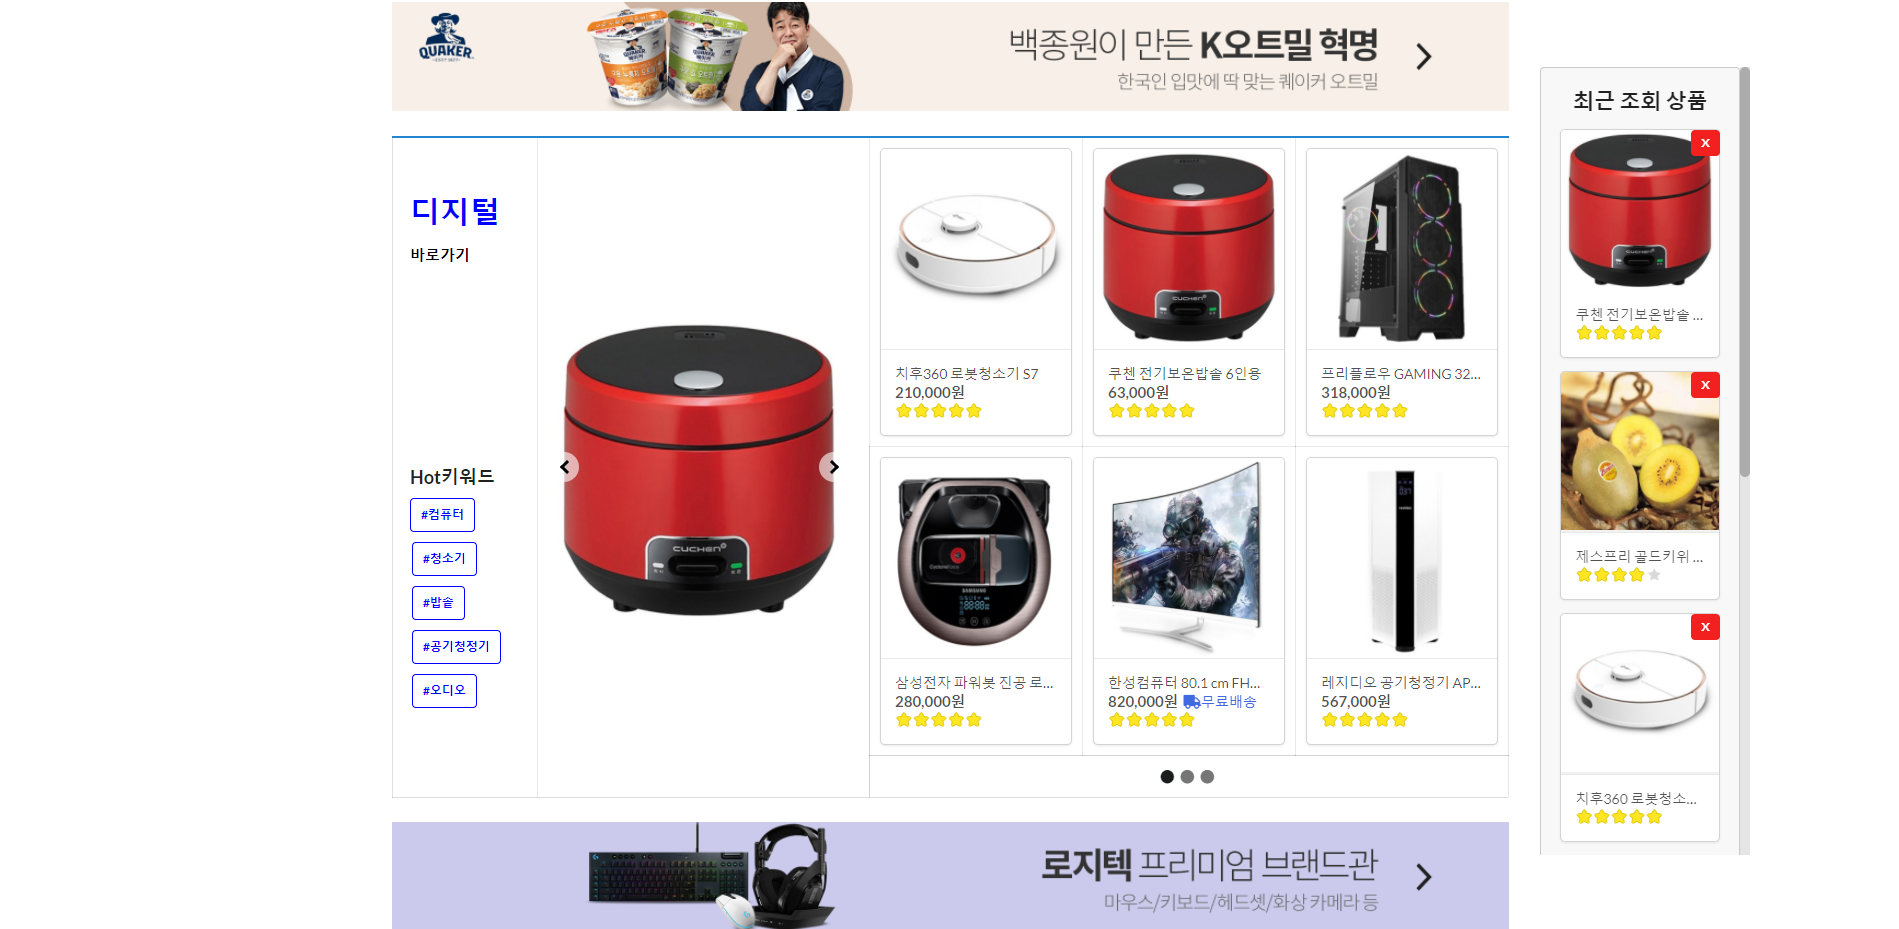 QUAKER
백종원이 만든 K오트밀 혁명
한국인 입맛에 딱 맞는 퀘이커 오트밀
디지털
바로가기
Hot키워드
#컴퓨터
#청소기
#밥솥
#공기청정기
#오디오
CUCHEN
치후360 로봇청소기 S7
210,000원
CUCHEN
쿠첸 전기보온밥솥 6인용
63,000원
프리플로우 GAMING 32...
318,000원
SAMSUNG
삼성전자 파워봇 진공 로...
280,000원
한성컴퓨터 80.1 cm FH...
820,000원 무료배송
레지디오 공기청정기 AP...
567,000원
로지텍 프리미엄 브랜드관
마우스/키보드/헤드셋/화상 카메라 등
최근 조회 상품
X
CUCHEN
쿠첸 전기보온밥솥 ...
X
제스프리 골드키위 ...
X
치후360 로봇청소...